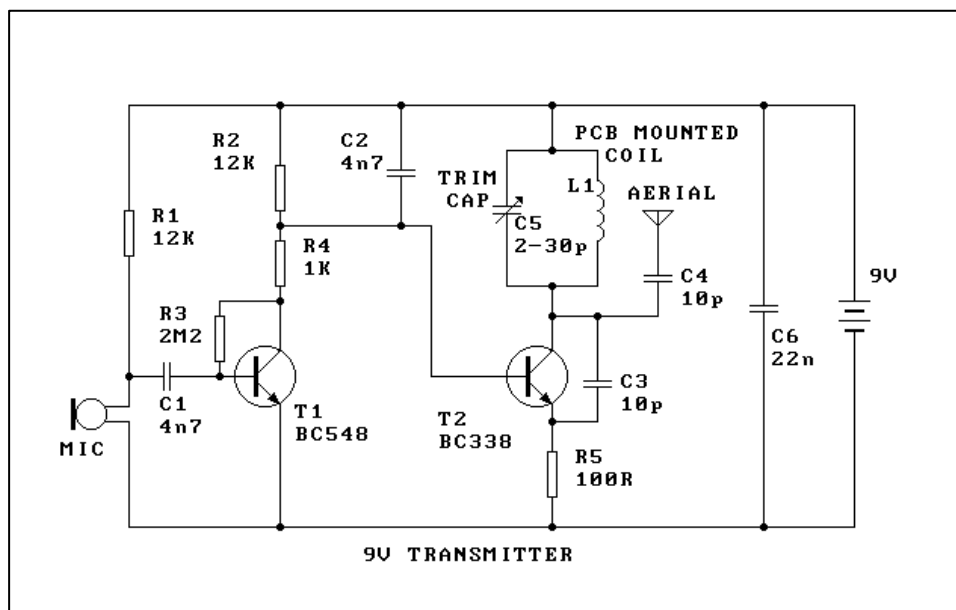 R2
12K
C2
4n7
PCB MOUNTED
COIL
TRIM
CAP
L1
AERIAL
R1
12K
C5
2-30p
R4
1K
C4
10p
9V
R3
2M2
C6
22n
C1
4n7
T1
BC548
T2
BC338
C3
10p
MIC
R5
100R
9V TRANSMITTER